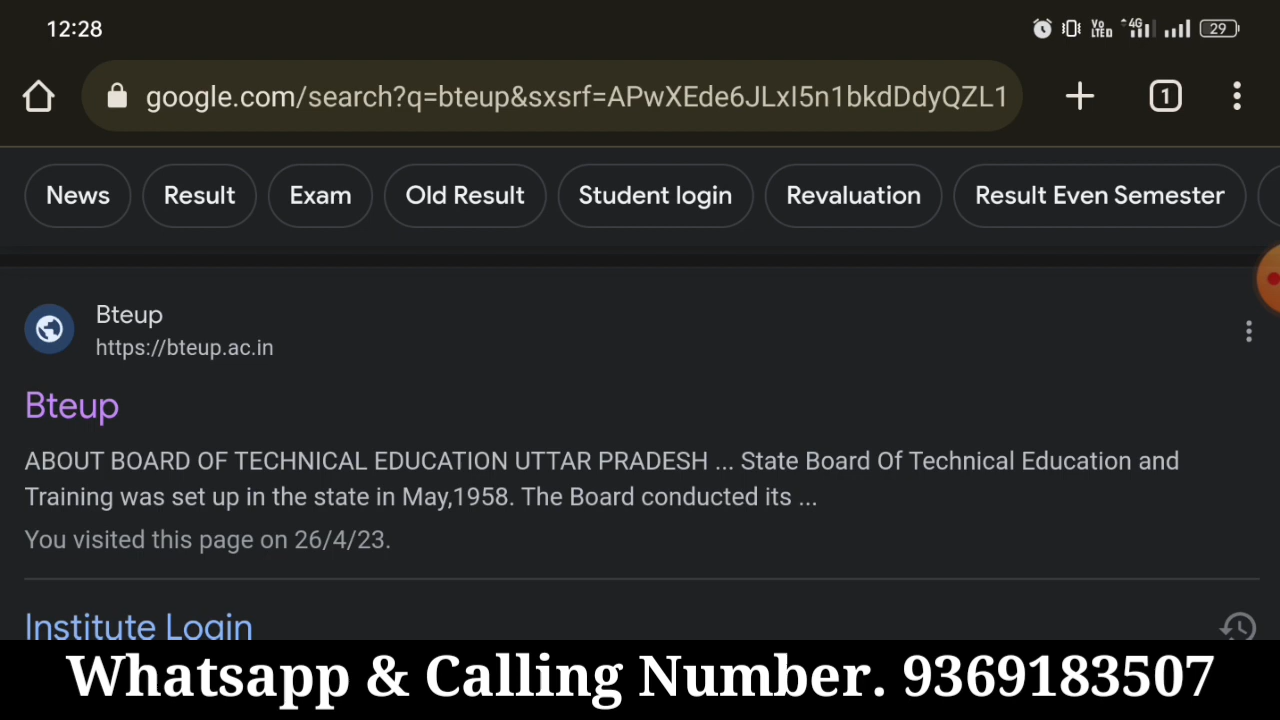 12:28
4G
29
google.com/search?q=bteup&sxsrf=APwXEde6JLxI5n1bkdDdyQZL1
1
News
Result
Exam
Old Result
Student login
Revaluation
Result Even Semester
Bteup
https://bteup.ac.in
Bteup
ABOUT BOARD OF TECHNICAL EDUCATION UTTAR PRADESH ... State Board Of Technical Education and
Training was set up in the state in May,1958. The Board conducted its ...
You visited this page on 26/4/23.
Institute Login
Whatsapp & Calling Number. 9369183507